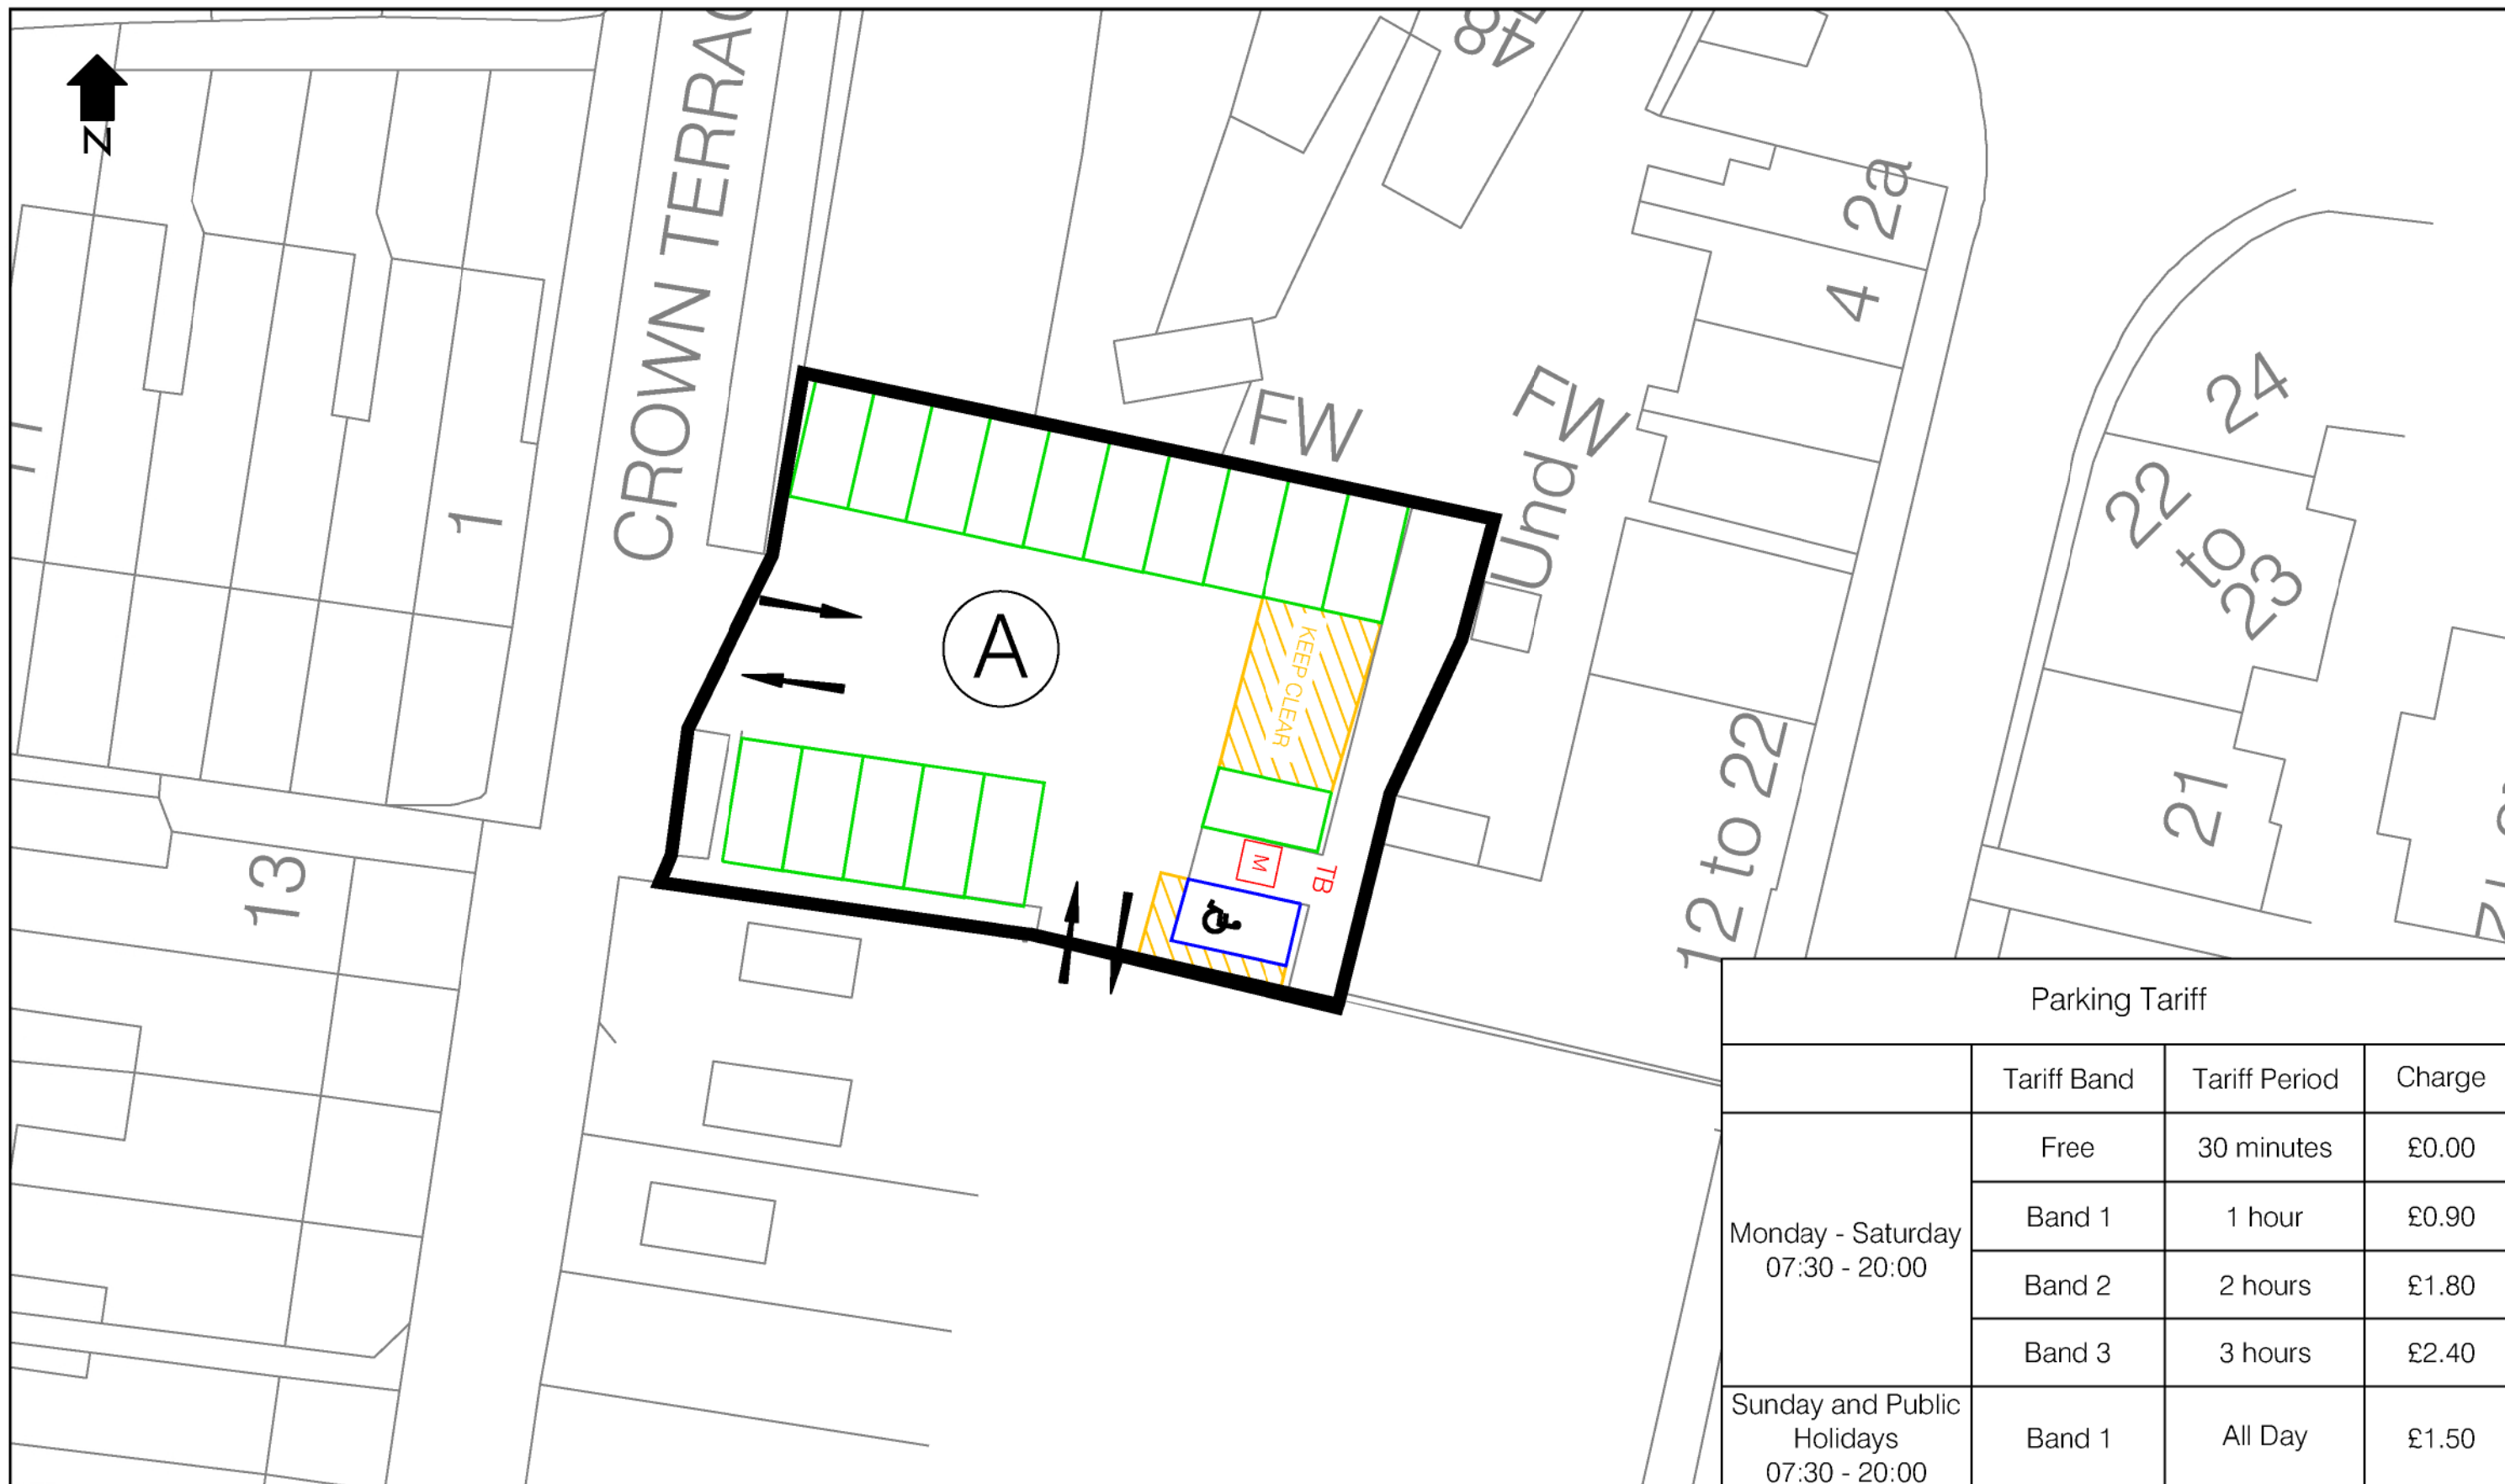 N
CROWN TERRAC
48
2a
4
FW
FW
Und
24
22
to
23
1
A
KEEP CLEAR
21
13
M
TB
12 to 22
Parking Tariff
Tariff Band Tariff Period Charge
Monday - Saturday
07:30 - 20:00
Free 30 minutes £0.00
Band 1 1 hour £0.90
Band 2 2 hours £1.80
Band 3 3 hours £2.40
Sunday and Public
Holidays
07:30 - 20:00
Band 1 All Day £1.50